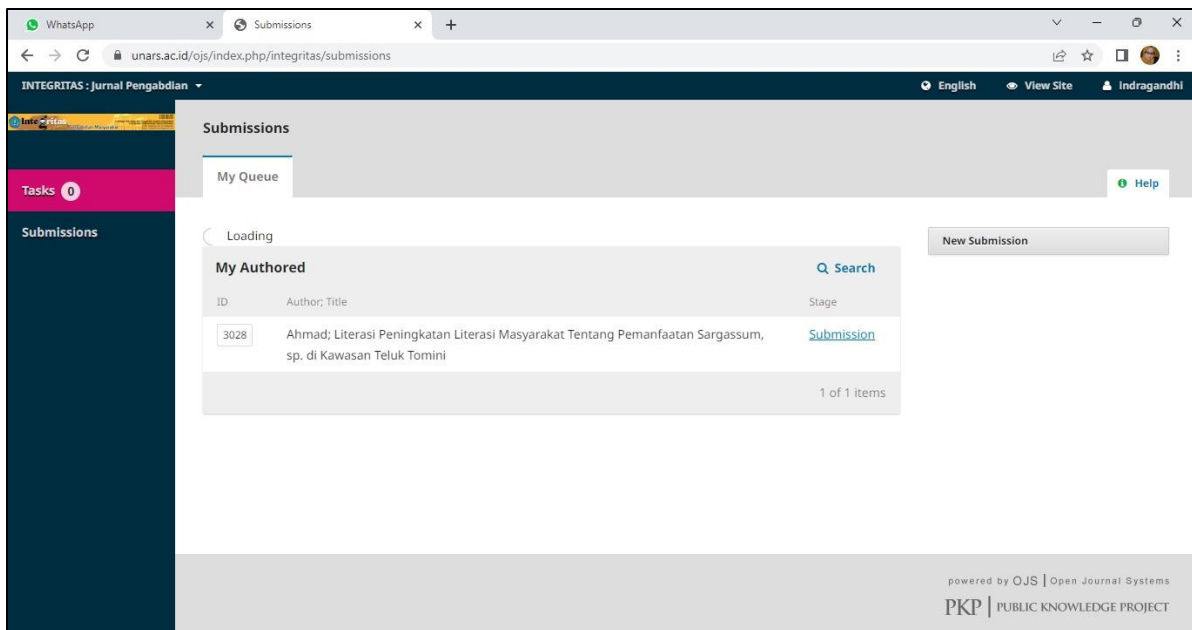 WhatsApp
Submissions
unars.ac.id/ojs/index.php/integritas/submissions
INTEGRITAS : Jurnal Pengabdian
English
View Site
Indragandhi
Integritas
Submissions
My Queue
Help
Tasks 0
Submissions
Loading
New Submission
My Authored
Search
ID
Author; Title
Stage
3028
Ahmad; Literasi Peningkatan Literasi Masyarakat Tentang Pemanfaatan Sargassum,
sp. di Kawasan Teluk Tomini
Submission
1 of 1 items
powered by OJS | Open Journal Systems
PKP | PUBLIC KNOWLEDGE PROJECT